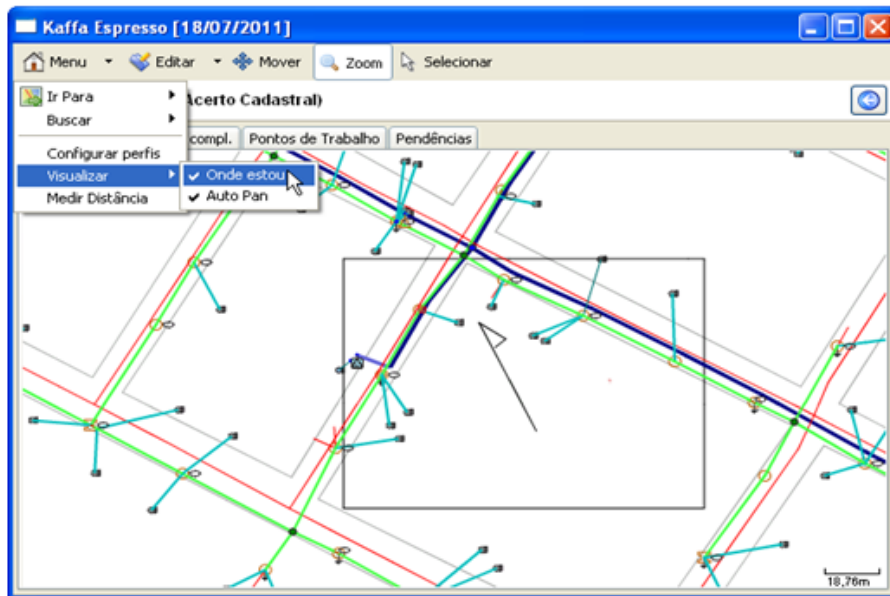 Kaffa Espresso [18/07/2011]
Menu Editar Mover Zoom Selecionar
Acerto Cadastral)
Ir Para
Buscar
Configurar perfis
Visualizar
Medir Distância
compl. Pontos de Trabalho Pendências
Onde estou
Auto Pan
18,76m